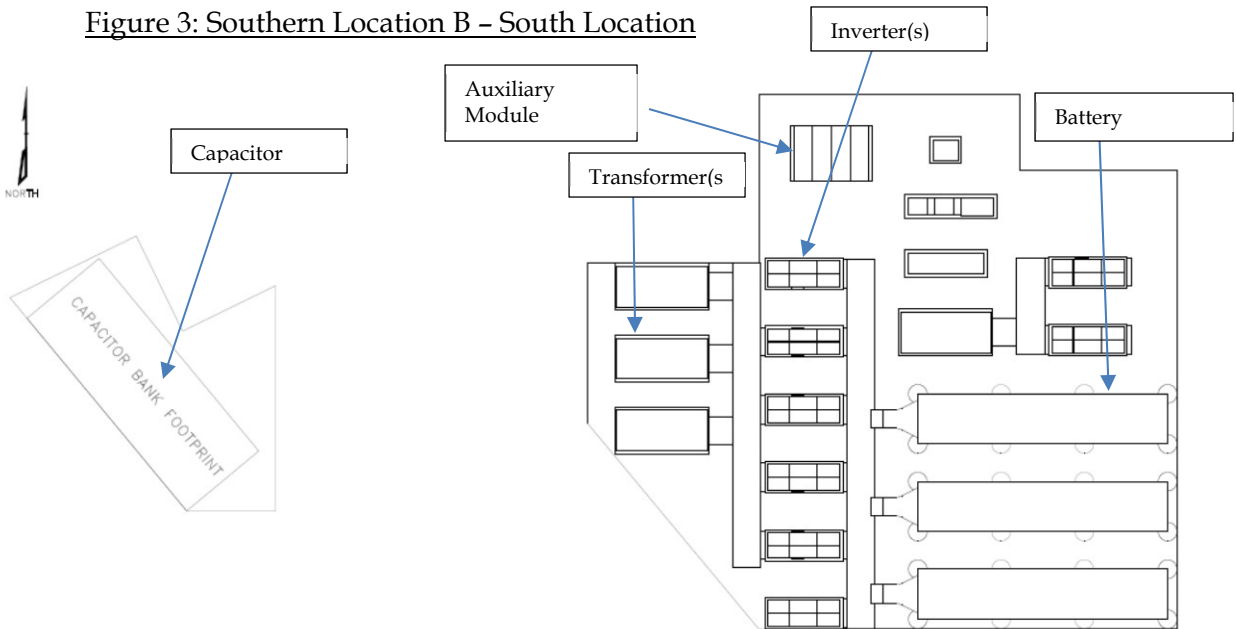 Figure 3: Southern Location B – South Location
Inverter(s)
Auxiliary
Module
Battery
Capacitor
Transformer(s
NORTH
CAPACITOR BANK FOOTPRINT